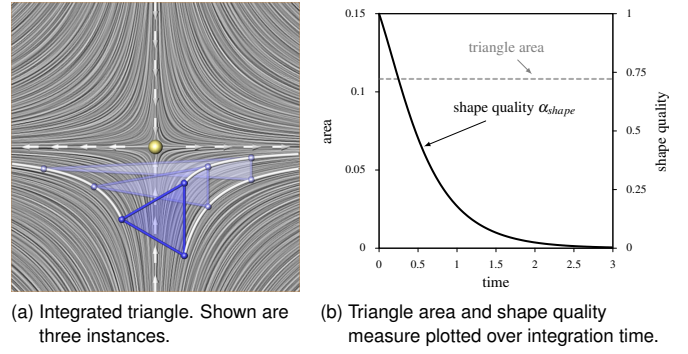 0.15
0.1
0.05
0
area
1
0.75
0.5
0.25
0
shape quality
triangle area
shape quality αshape
0 0.5 1 1.5 2 2.5 3
time
(a) Integrated triangle. Shown are
three instances.
(b) Triangle area and shape quality
measure plotted over integration time.